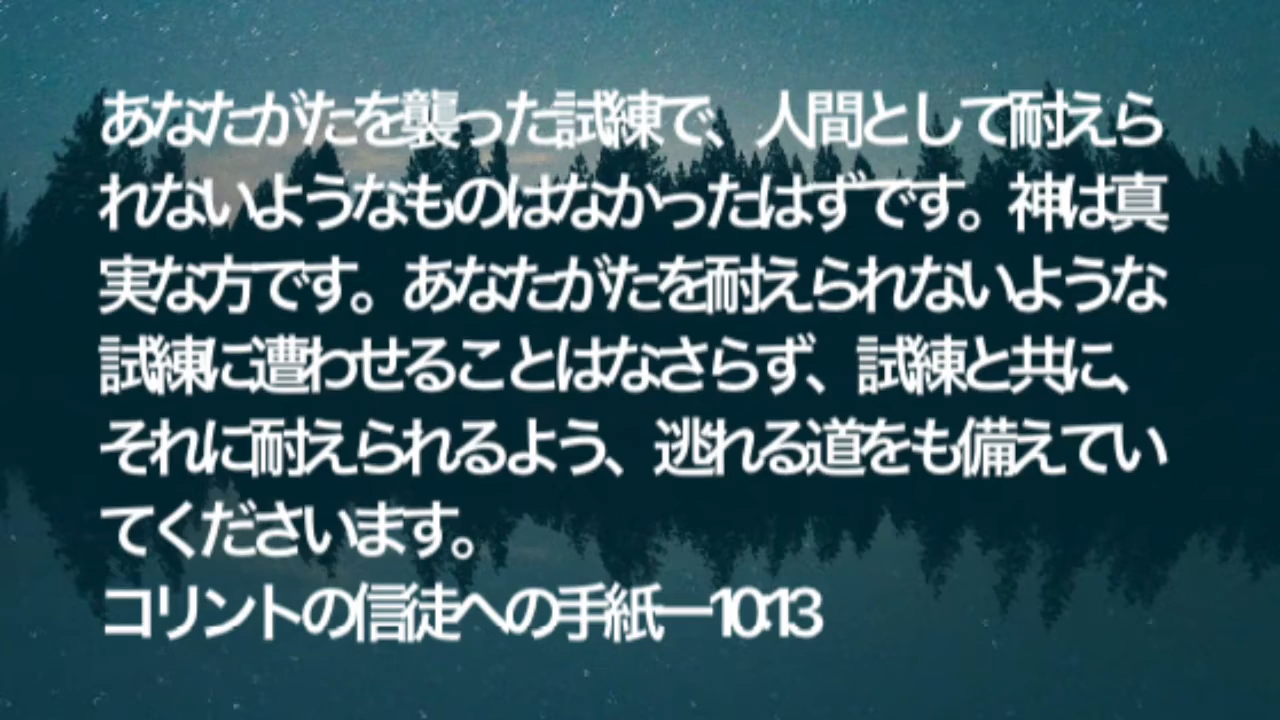 あなたがたを襲った試練で、人間として耐えら
れないようなものはなかったはずです。神は真
実な方です。あなたがたを耐えられないような
試練に遭わせることはなさらず、試練と共に、
それに耐えられるよう、逃れる道をも備えてい
てくださいます。
コリントの信徒への手紙一10:13